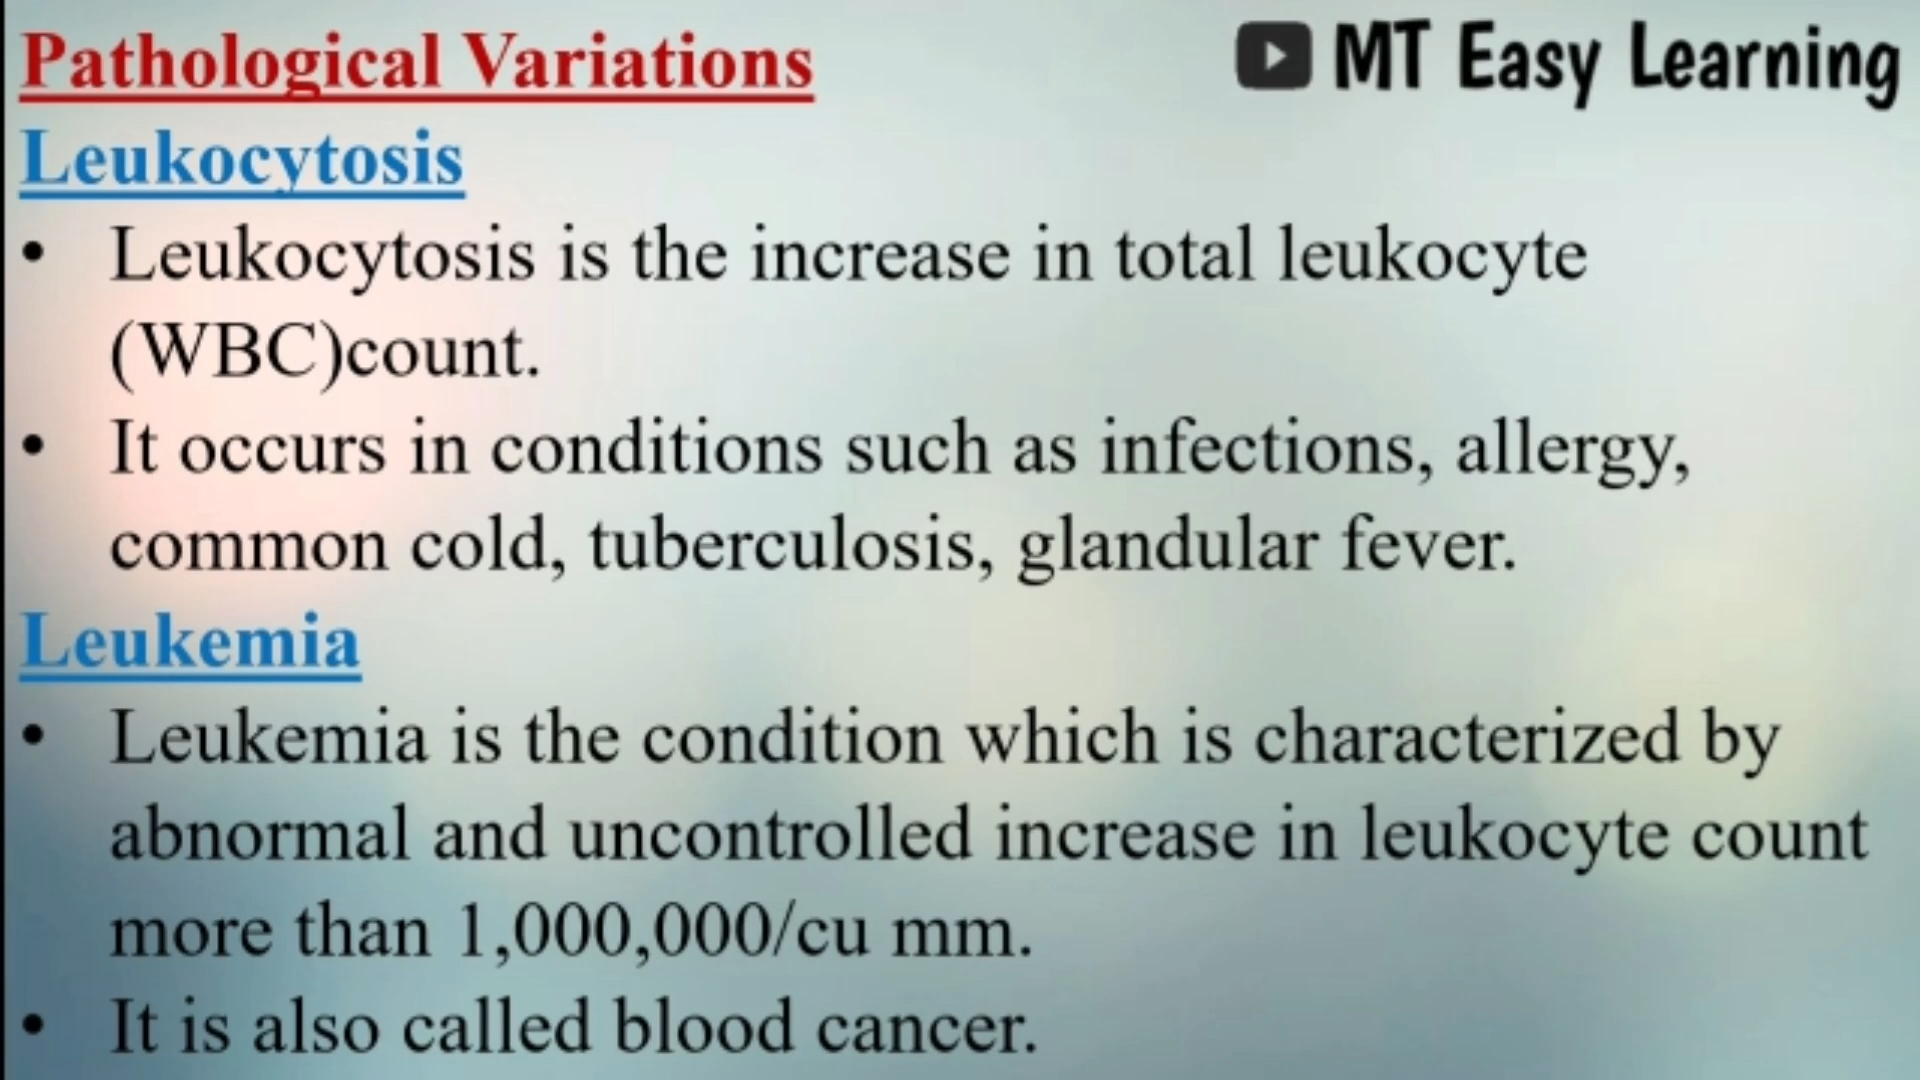 Pathological Variations
MT Easy Learning
Leukocytosis
• Leukocytosis is the increase in total leukocyte
(WBC)count.
• It occurs in conditions such as infections, allergy,
common cold, tuberculosis, glandular fever.
Leukemia
• Leukemia is the condition which is characterized by
abnormal and uncontrolled increase in leukocyte count
more than 1,000,000/cu mm.
• It is also called blood cancer.